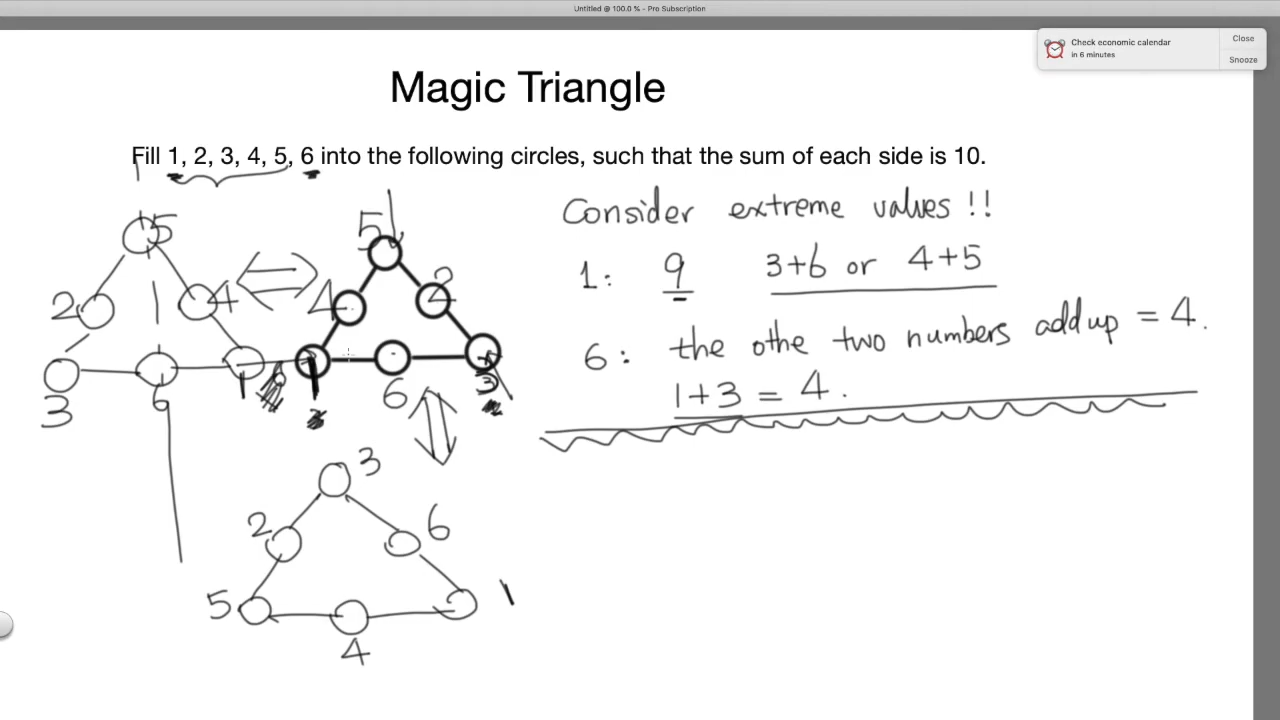 Untitled @ 100.0 % - Pro Subscription
Check economic calendar
in 6 minutes
Close
Snooze
Magic Triangle
Fill 1, 2, 3, 4, 5, 6 into the following circles, such that the sum of each side is 10.
Consider extreme values !!
1: 9 3+6 or 4+5
6: the othe two numbers add up = 4.
1+3 = 4.
5
2 4
3 6 1
5
4 2
1 6 3
3
2 6
5 4 1